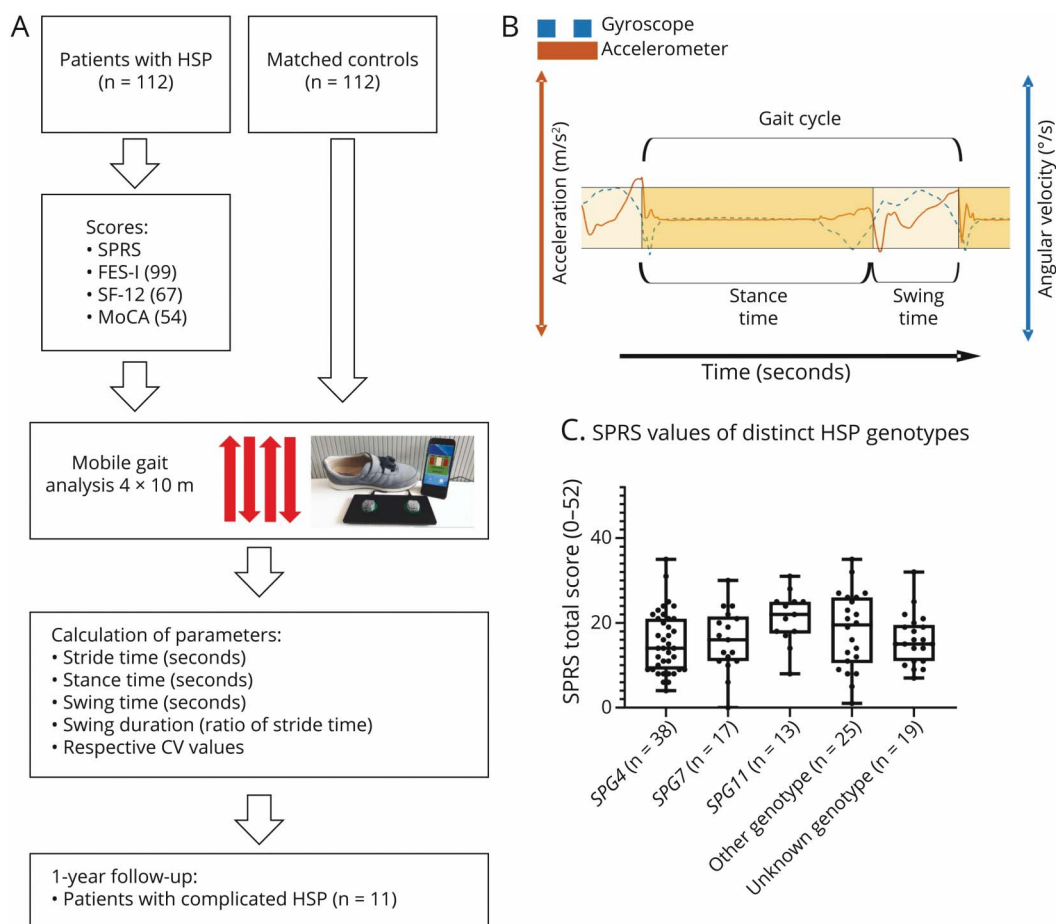 A
Patients with HSP
(n = 112)
Matched controls
(n = 112)
Scores:
• SPRS
• FES-I (99)
• SF-12 (67)
• MoCA (54)
Mobile gait
analysis 4 × 10 m
Calculation of parameters:
• Stride time (seconds)
• Stance time (seconds)
• Swing time (seconds)
• Swing duration (ratio of stride time)
• Respective CV values
1-year follow-up:
• Patients with complicated HSP (n = 11)
B
Gyroscope
Accelerometer
Acceleration (m/s²)
Angular velocity (°/s)
Gait cycle
Stance
time
Swing
time
Time (seconds)
C. SPRS values of distinct HSP genotypes
SPRS total score (0–52)
40
20
0
SPG4 (n = 38)
SPG7 (n = 17)
SPG11 (n = 13)
Other genotype (n = 25)
Unknown genotype (n = 19)